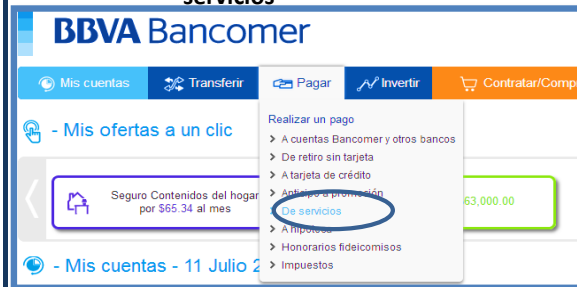 servicios
BBVA Bancomer
Mis cuentas Transferir Pagar Invertir Contratar/Comp
- Mis ofertas a un clic
Realizar un pago
> A cuentas Bancomer y otros bancos
> De retiro sin tarjeta
> A tarjeta de crédito
> Anticipo a promoción
> De servicios
> A hipoteca
> Honorarios fideicomisos
> Impuestos
Seguro Contenidos del hogar
por $65.34 al mes
63,000.00
- Mis cuentas - 11 Julio 2